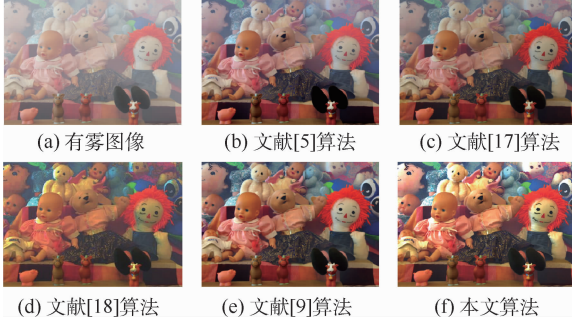 (a) 有雾图像
(b) 文献[5]算法
(c) 文献[17]算法
(d) 文献[18]算法
(e) 文献[9]算法
(f) 本文算法